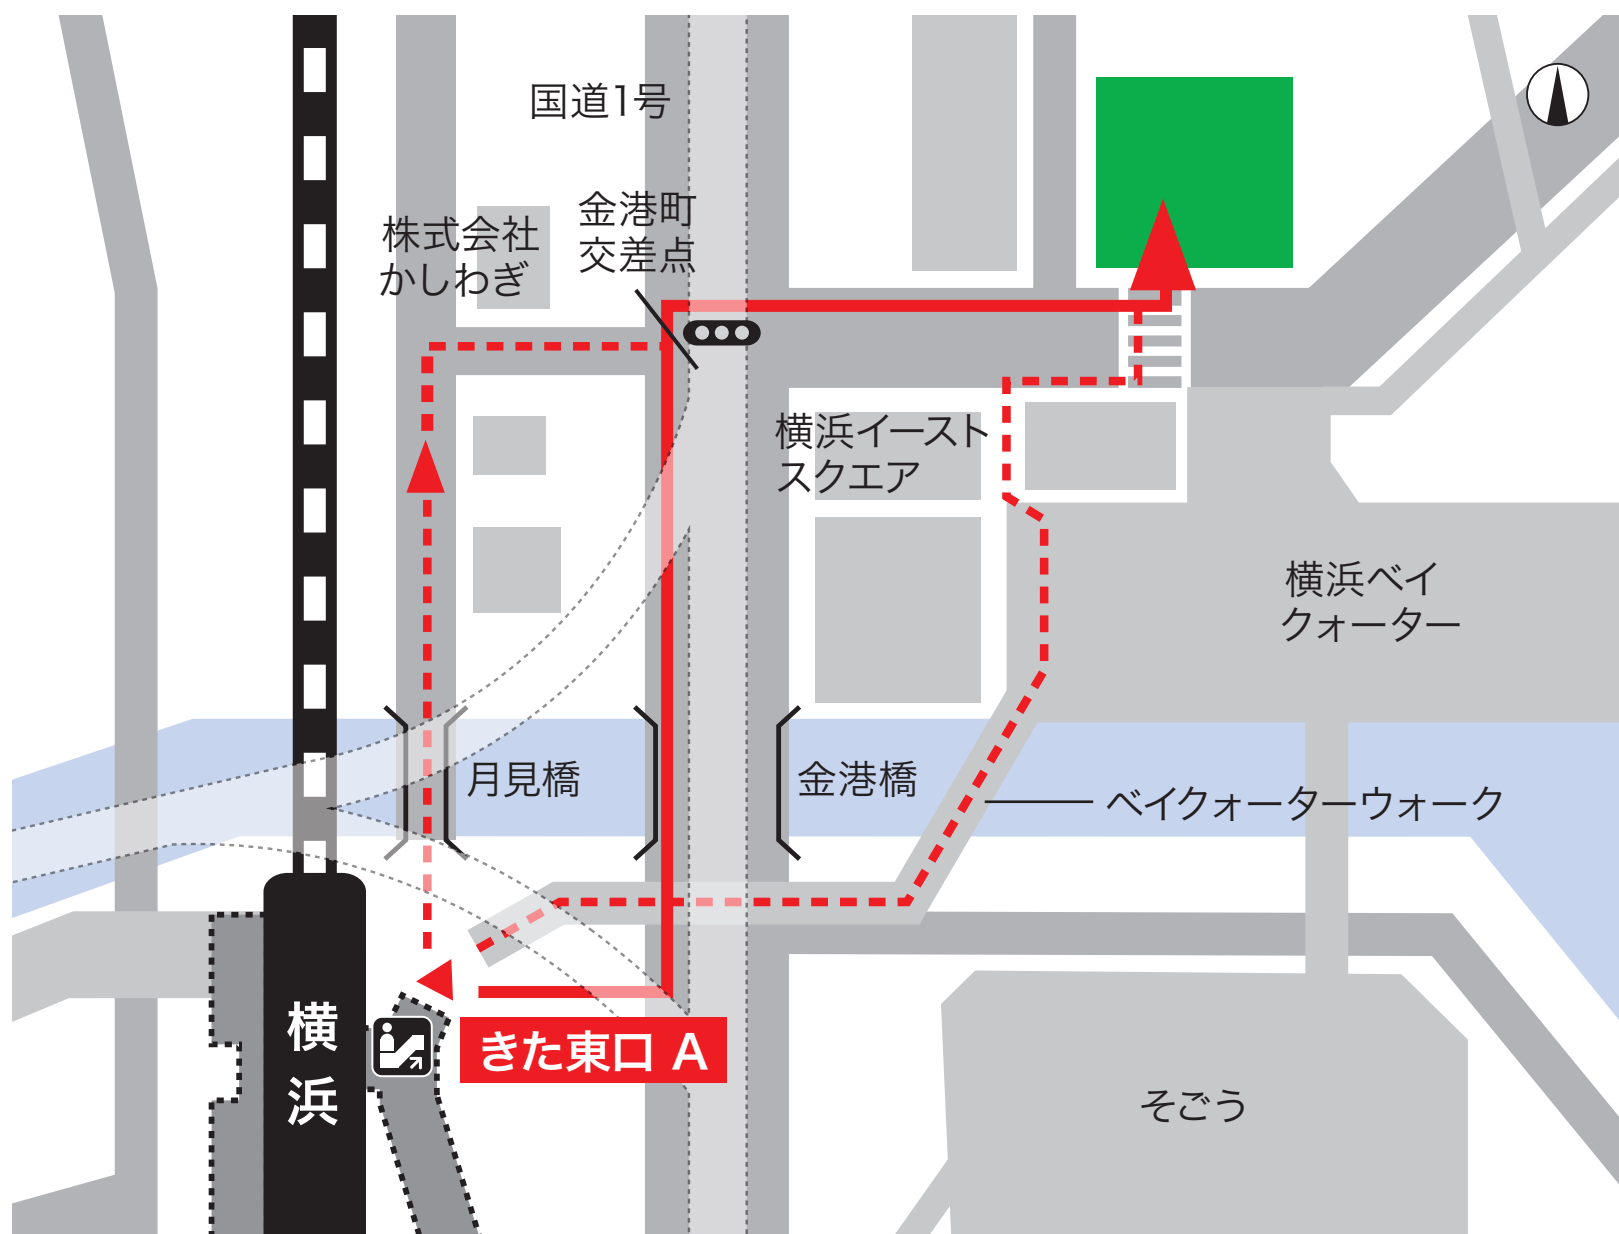 国道1号
金港町
交差点
株式会社
かしわぎ
横浜イースト
スクエア
横浜ベイ
クォーター
月見橋
金港橋
ベイクォーターウォーク
横浜
きた東口 A
そごう